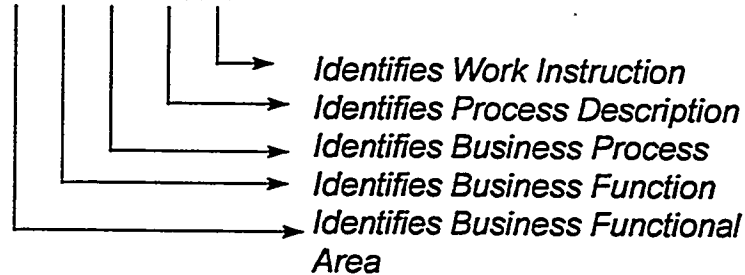 Identifies Work Instruction
Identifies Process Description
Identifies Business Process
Identifies Business Function
Identifies Business Functional
Area